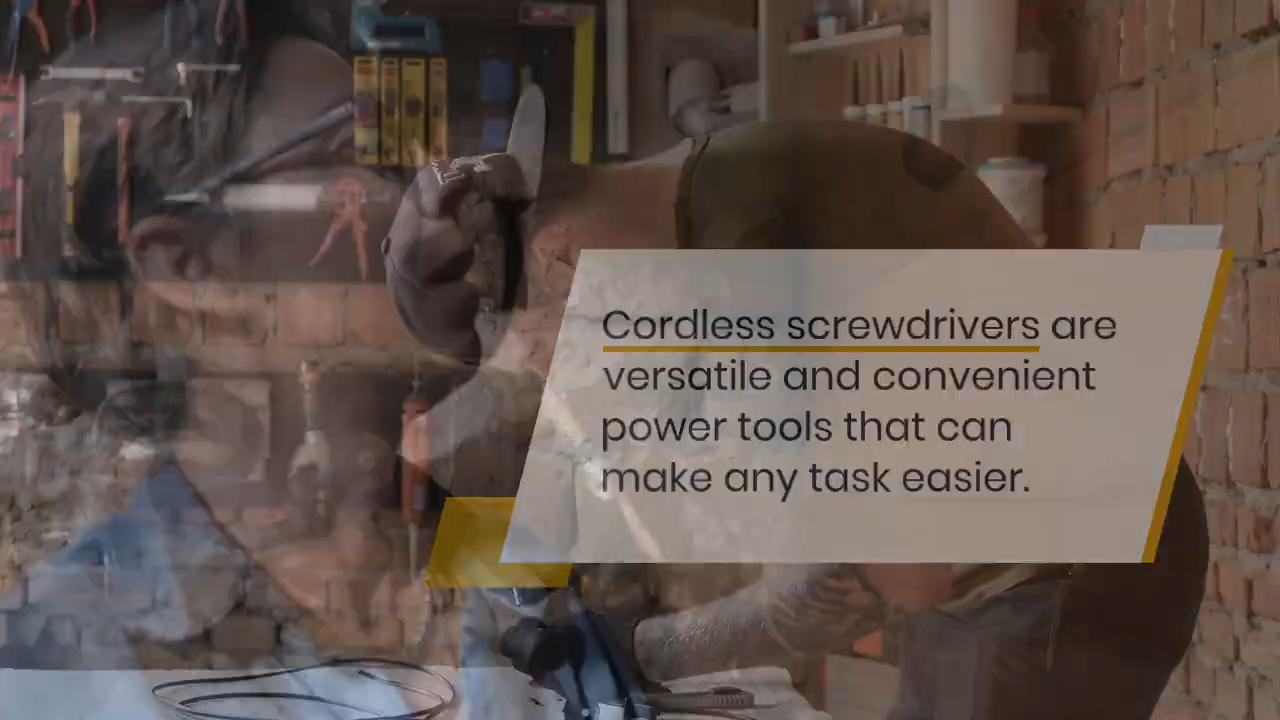 Cordless screwdrivers are
versatile and convenient
power tools that can
make any task easier.